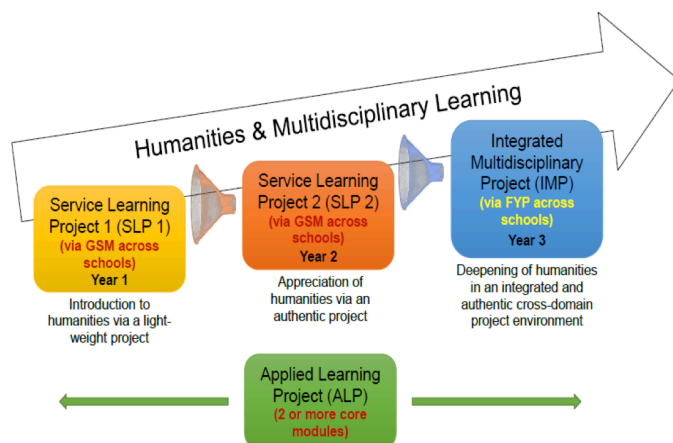 Humanities & Multidisciplinary Learning
Service Learning
Project 1 (SLP 1)
(via GSM across
schools)
Year 1
Introduction to
humanities via a light-
weight project
Service Learning
Project 2 (SLP 2)
(via GSM across
schools)
Year 2
Appreciation of
humanities via an
authentic project
Integrated
Multidisciplinary
Project (IMP)
(via FYP across
schools)
Year 3
Deepening of humanities
in an integrated and
authentic cross-domain
project environment
Applied Learning
Project (ALP)
(2 or more core
modules)